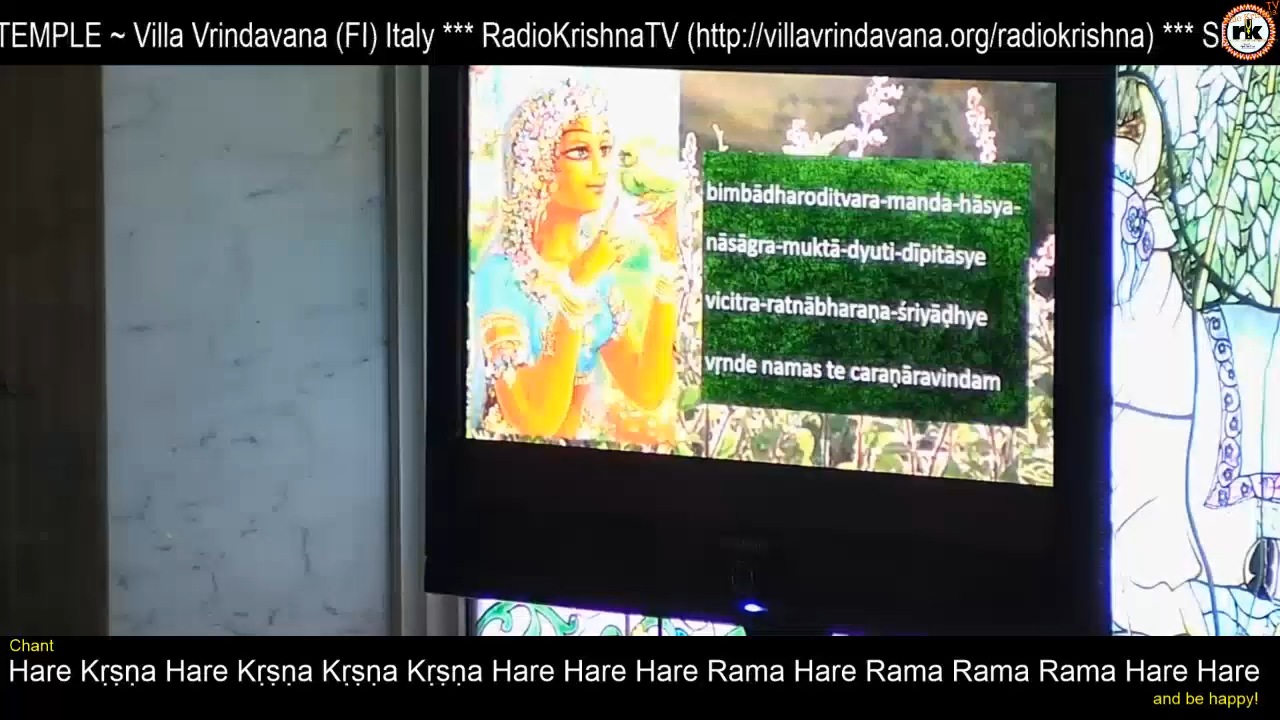 TEMPLE ~ Villa Vrindavana (FI) Italy *** RadioKrishnaTV (http://villavrindavana.org/radiokrishna) *** S
TV
rk
bimbādharoditvara-manda-hāsya-
nāsāgra-muktā-dyuti-dīpitāsye
vicitra-ratnābharaṇa-śriyāḍhye
vṛnde namas te caraṇāravindam
Chant
Hare Kṛṣṇa Hare Kṛṣṇa Kṛṣṇa Kṛṣṇa Hare Hare Hare Rama Hare Rama Rama Rama Hare Hare
and be happy!